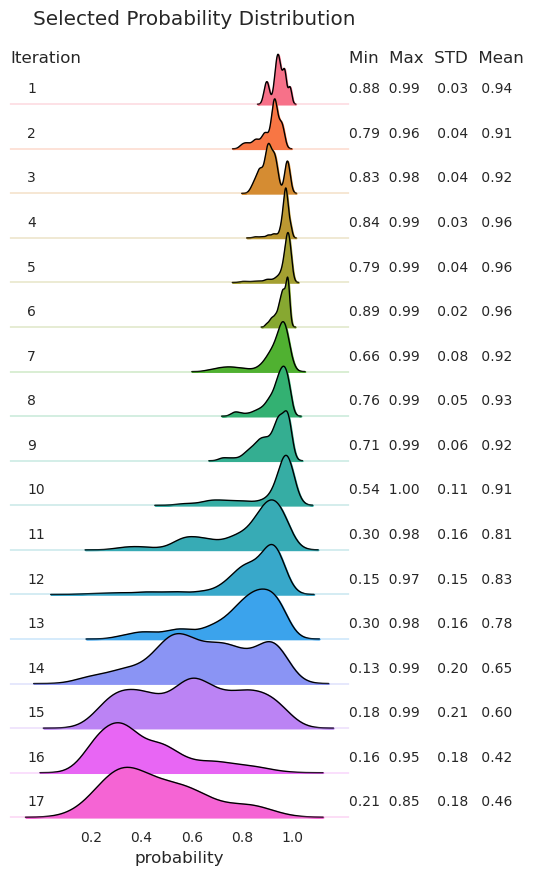 Selected Probability Distribution
Iteration Min Max STD Mean
1 0.88 0.99 0.03 0.94
2 0.79 0.96 0.04 0.91
3 0.83 0.98 0.04 0.92
4 0.84 0.99 0.03 0.96
5 0.79 0.99 0.04 0.96
6 0.89 0.99 0.02 0.96
7 0.66 0.99 0.08 0.92
8 0.76 0.99 0.05 0.93
9 0.71 0.99 0.06 0.92
10 0.54 1.00 0.11 0.91
11 0.30 0.98 0.16 0.81
12 0.15 0.97 0.15 0.83
13 0.30 0.98 0.16 0.78
14 0.13 0.99 0.20 0.65
15 0.18 0.99 0.21 0.60
16 0.16 0.95 0.18 0.42
17 0.21 0.85 0.18 0.46
0.2 0.4 0.6 0.8 1.0
probability